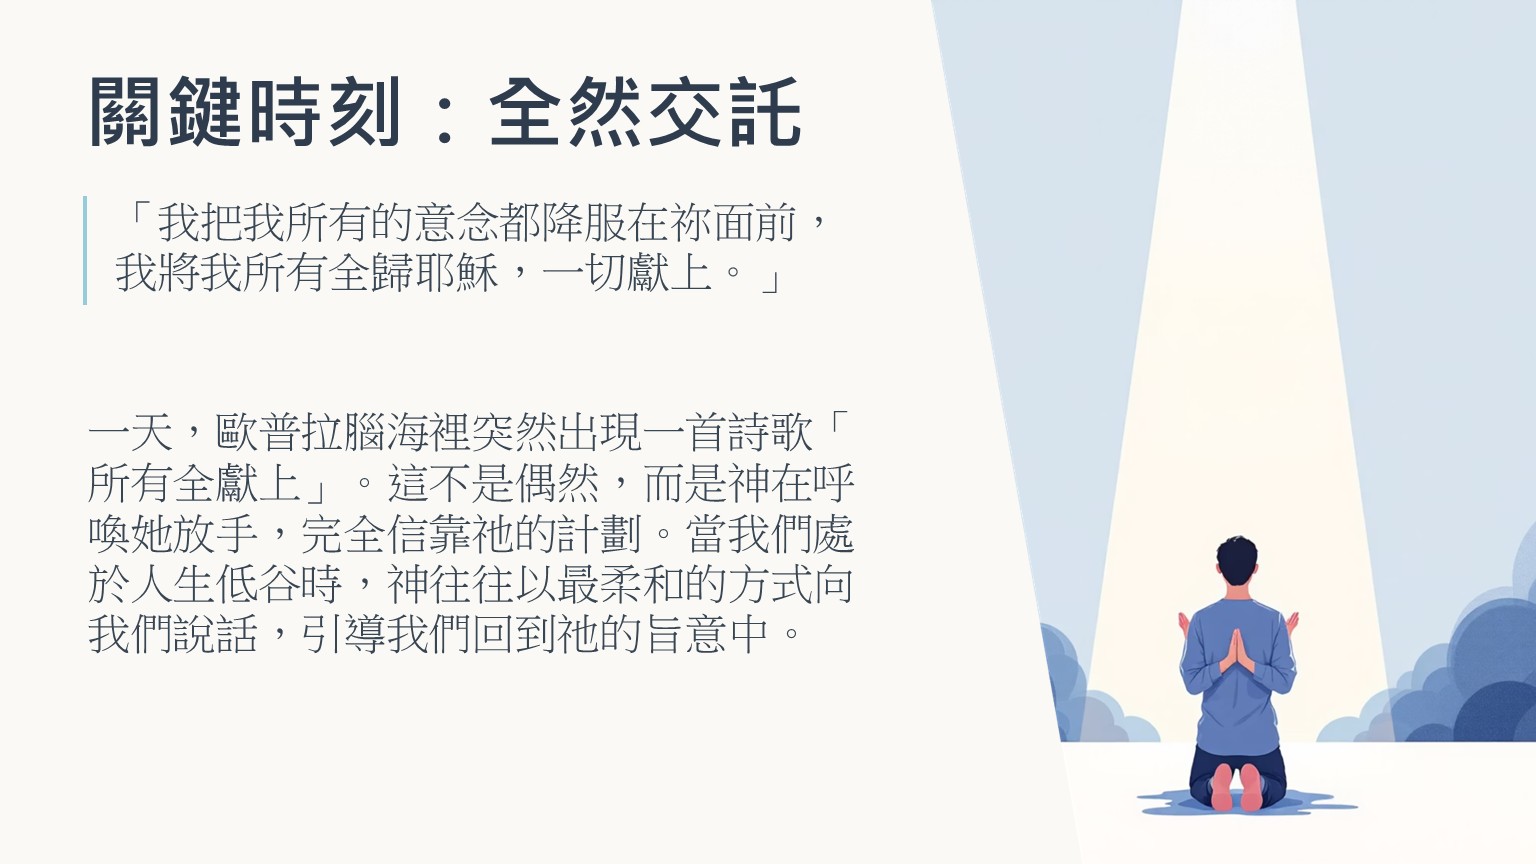 關鍵時刻：全然交託
「我把我所有的意念都降服在祢面前，
我將我所有全歸耶穌，一切獻上。」
一天，歐普拉腦海裡突然出現一首詩歌「
所有全獻上」。這不是偶然，而是神在呼
喚她放手，完全信靠祂的計劃。當我們處
於人生低谷時，神往往以最柔和的方式向
我們說話，引導我們回到祂的旨意中。